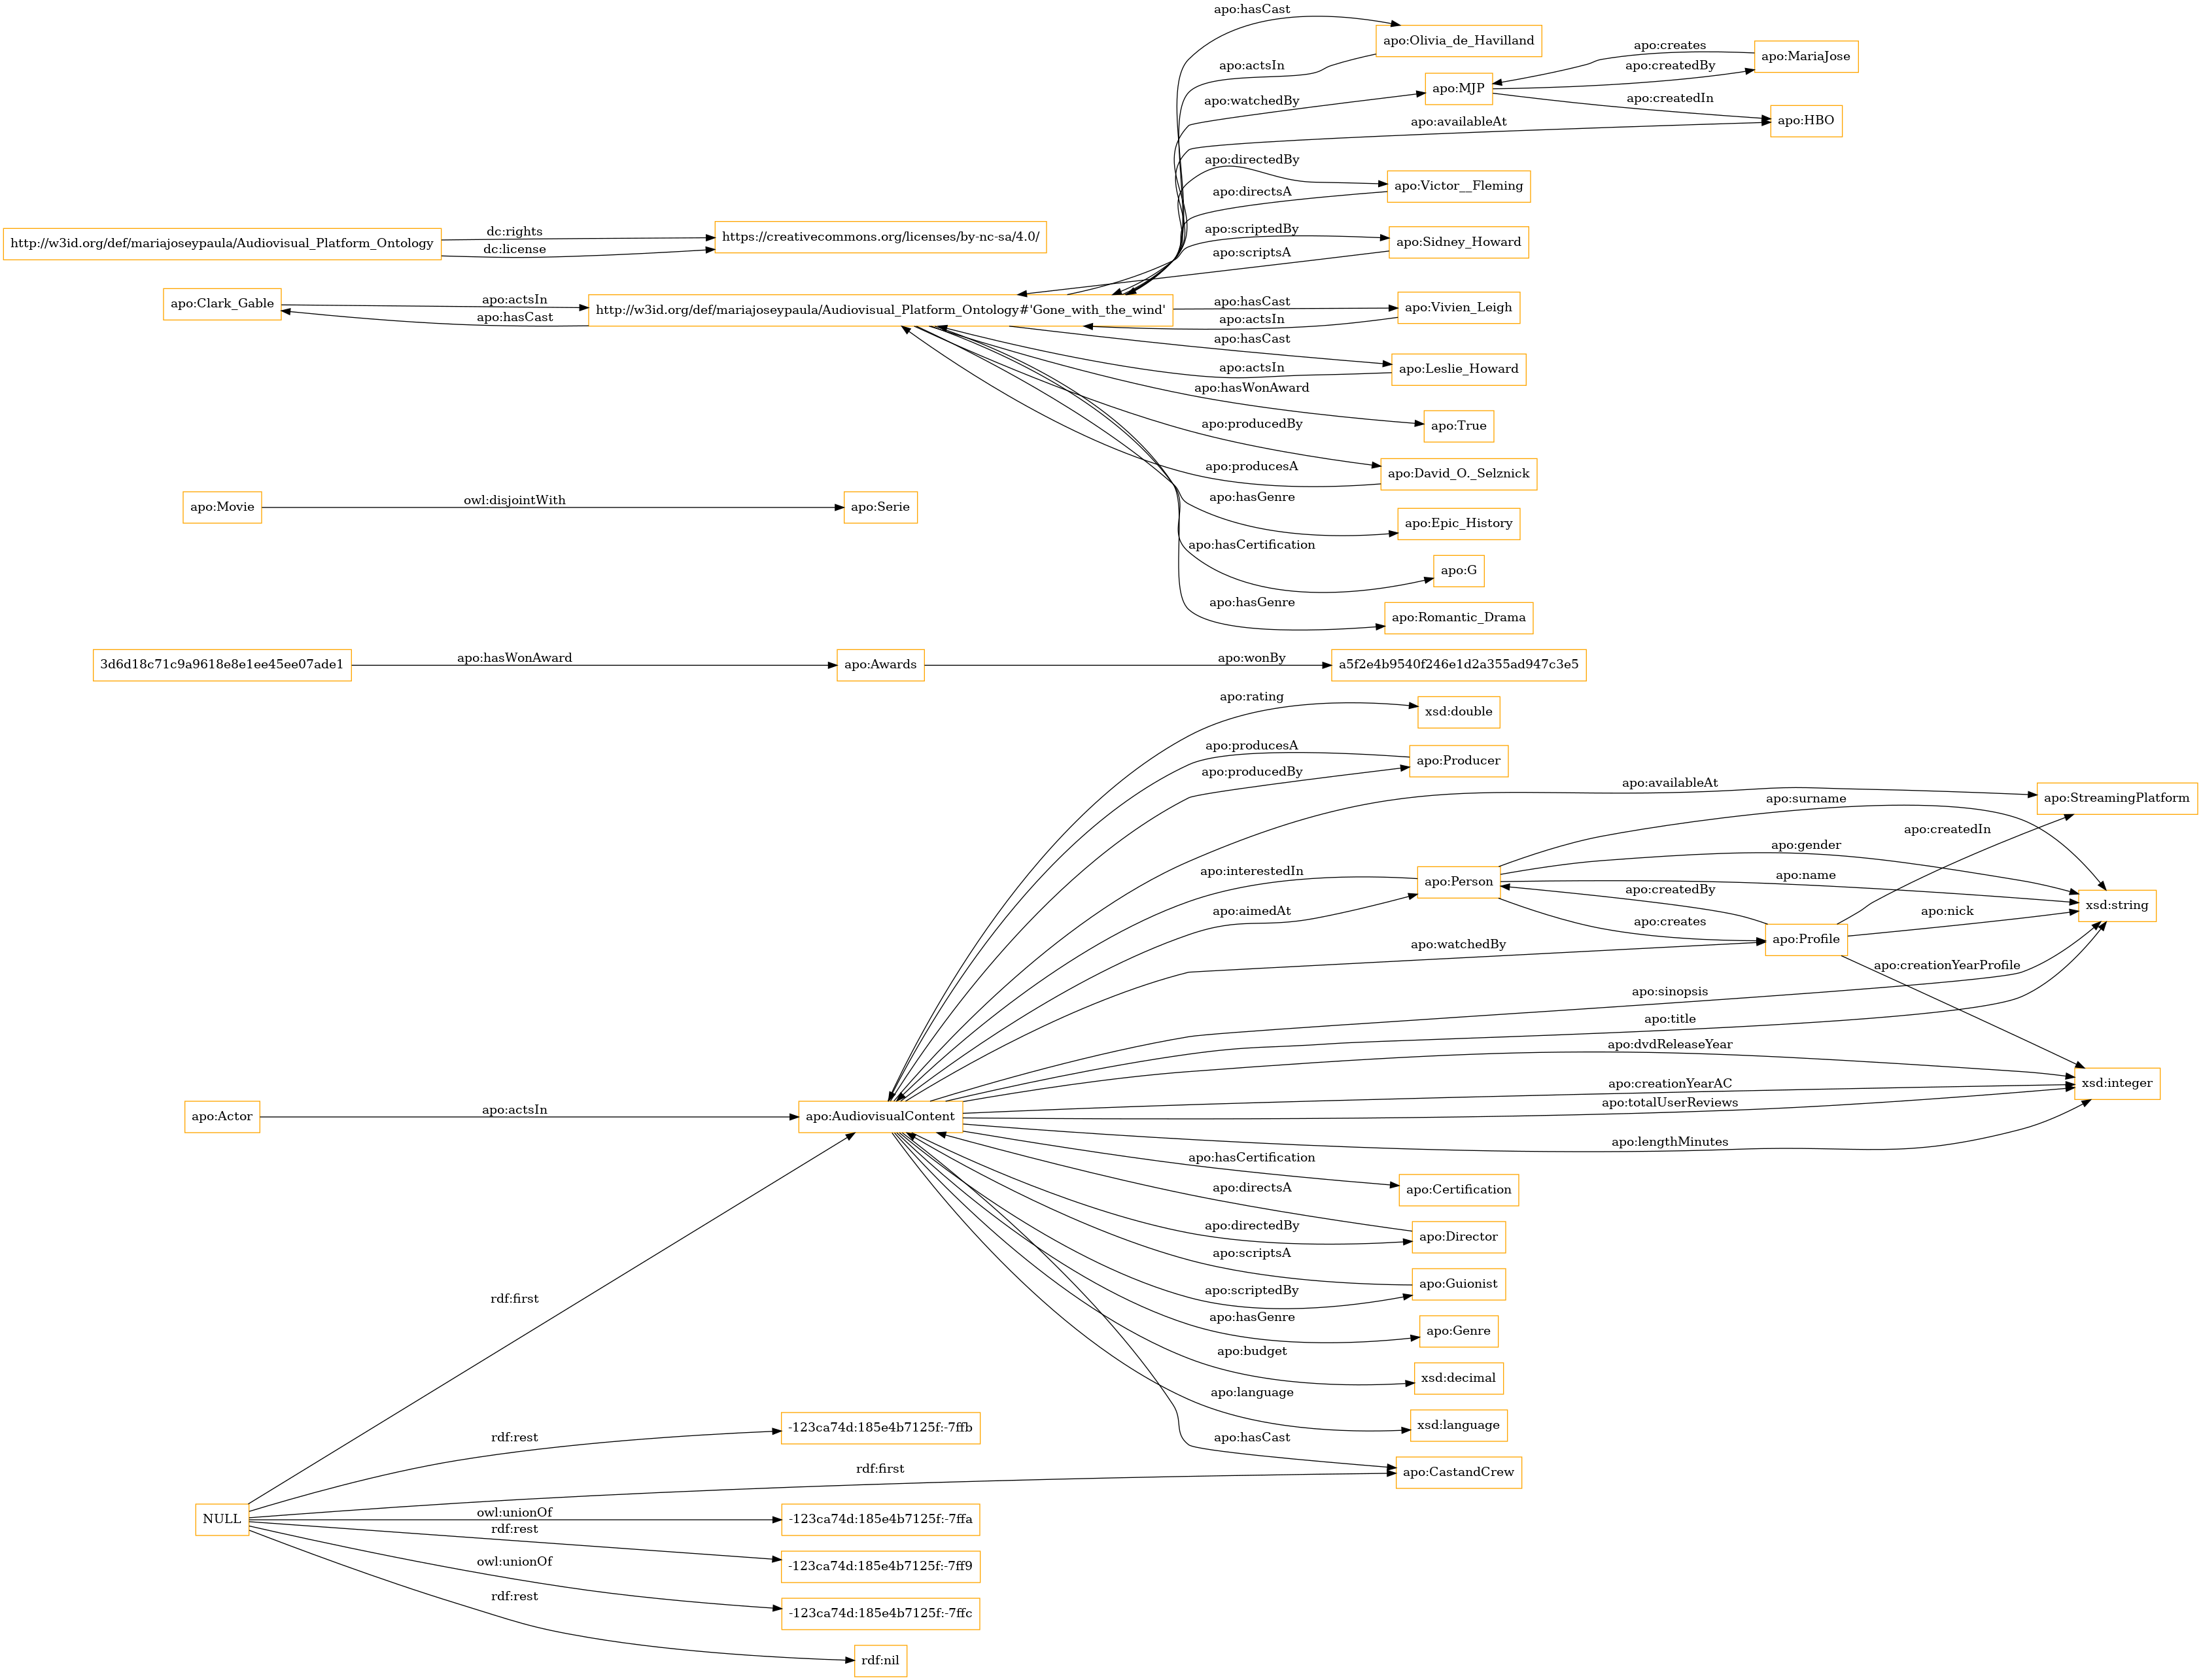 apo:hasCast
apo:Olivia_de_Havilland
apo:creates
apo:MariaJose
apo:actsIn
apo:createdBy
apo:MJP
apo:watchedBy
apo:createdIn
apo:availableAt
apo:HBO
apo:directedBy
apo:Victor__Fleming
apo:directsA
http://w3id.org/def/mariajoseypaula/Audiovisual_Platform_Ontology
dc:rights
dc:license
https://creativecommons.org/licenses/by-nc-sa/4.0/
apo:scriptedBy
apo:Sidney_Howard
apo:scriptsA
apo:Clark_Gable
apo:actsIn
apo:hasCast
http://w3id.org/def/mariajoseypaula/Audiovisual_Platform_Ontology#'Gone_with_the_wind'
apo:hasCast
apo:Vivien_Leigh
apo:actsIn
apo:hasCast
apo:Leslie_Howard
apo:actsIn
apo:hasWonAward
apo:True
apo:producedBy
apo:producesA
apo:David_O._Selznick
apo:Movie
owl:disjointWith
apo:Serie
apo:hasGenre
apo:Epic_History
apo:hasCertification
apo:G
apo:hasGenre
apo:Romantic_Drama
3d6d18c71c9a9618e8e1ee45ee07ade1
apo:hasWonAward
apo:Awards
apo:wonBy
a5f2e4b9540f246e1d2a355ad947c3e5
apo:rating
xsd:double
apo:producesA
apo:Producer
apo:producedBy
apo:availableAt
apo:StreamingPlatform
apo:surname
apo:createdIn
apo:gender
apo:interestedIn
apo:Person
apo:name
apo:createdBy
xsd:string
apo:aimedAt
apo:creates
apo:nick
apo:watchedBy
apo:Profile
apo:creationYearProfile
apo:sinopsis
apo:title
apo:dvdReleaseYear
apo:creationYearAC
xsd:integer
apo:totalUserReviews
apo:Actor
apo:actsIn
apo:AudiovisualContent
apo:lengthMinutes
apo:hasCertification
apo:Certification
apo:directsA
apo:directedBy
apo:Director
apo:scriptsA
apo:Guionist
apo:scriptedBy
apo:hasGenre
apo:Genre
apo:budget
xsd:decimal
apo:language
xsd:language
apo:hasCast
apo:CastandCrew
rdf:first
rdf:rest
-123ca74d:185e4b7125f:-7ffb
rdf:first
NULL
owl:unionOf
-123ca74d:185e4b7125f:-7ffa
rdf:rest
-123ca74d:185e4b7125f:-7ff9
owl:unionOf
-123ca74d:185e4b7125f:-7ffc
rdf:rest
rdf:nil